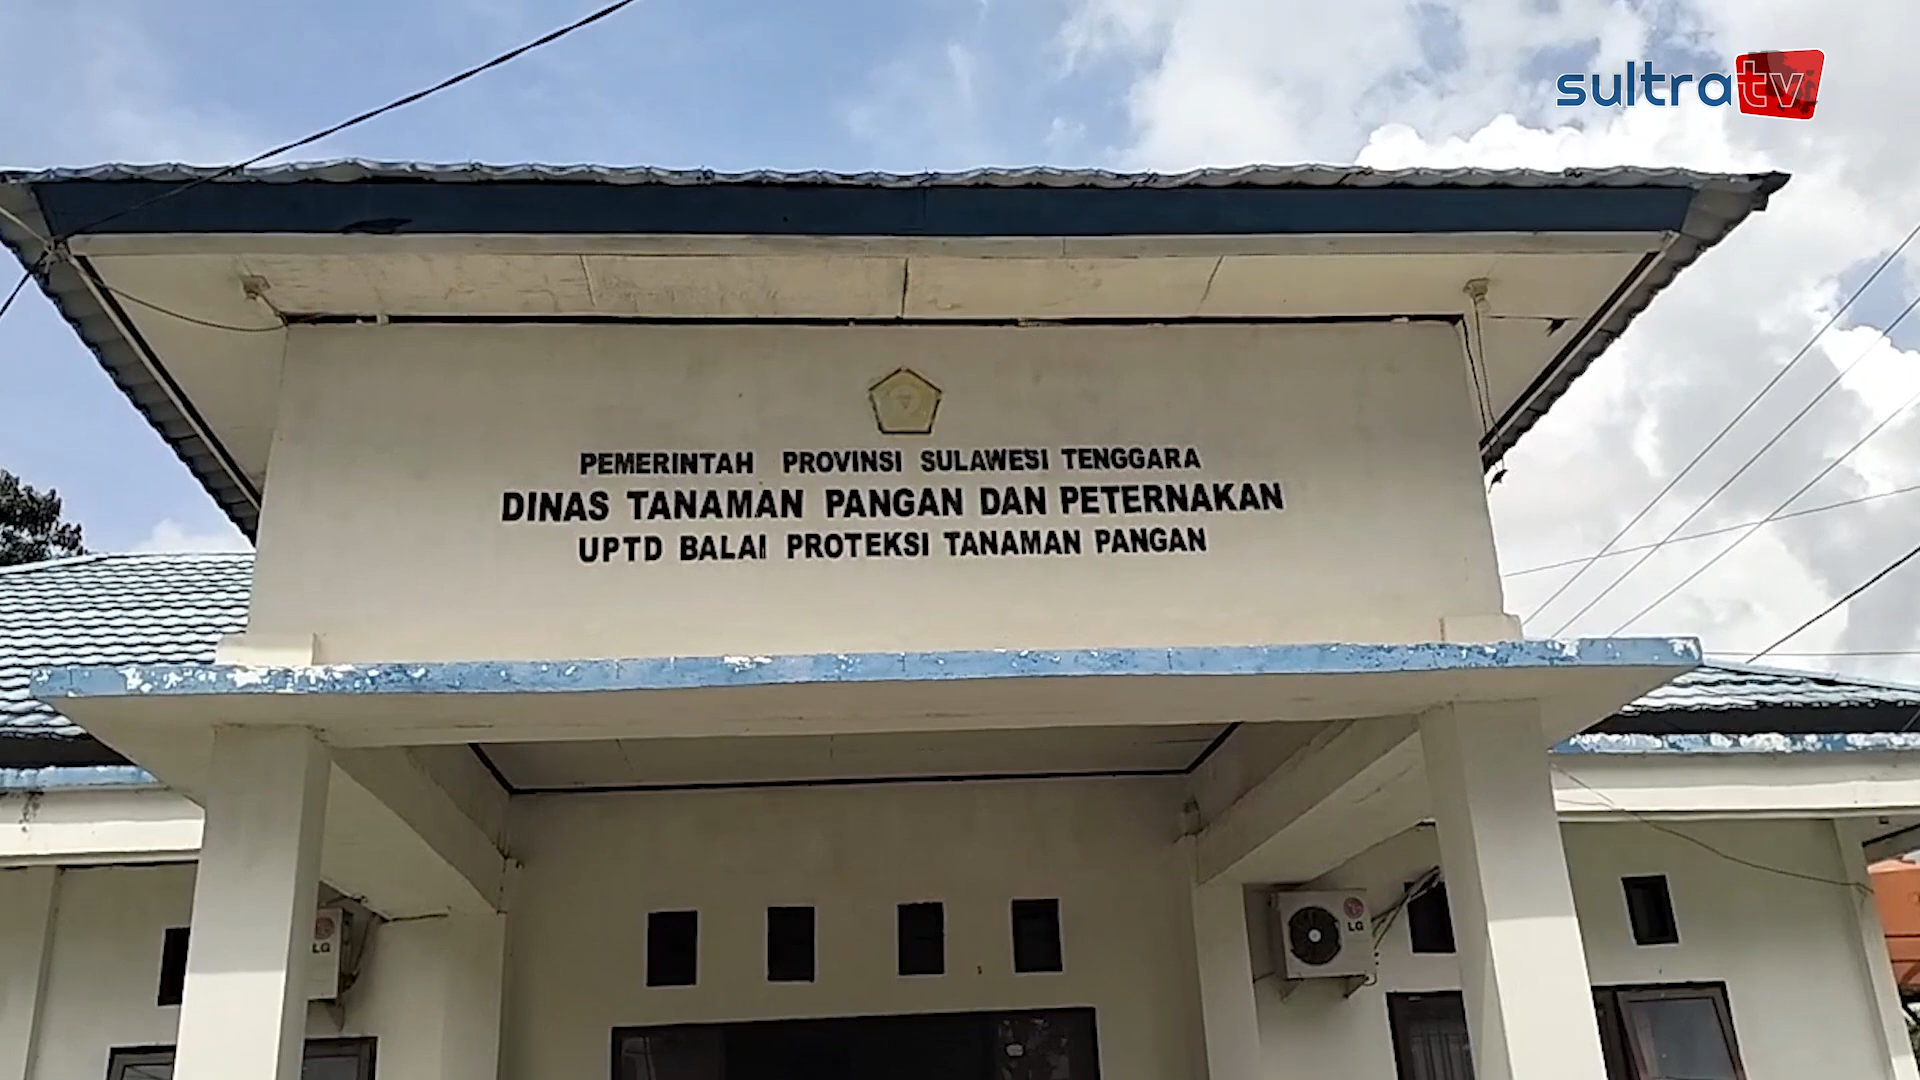 sultratv
PEMERINTAH PROVINSI SULAWESI TENGGARA
DINAS TANAMAN PANGAN DAN PETERNAKAN
UPTD BALAI PROTEKSI TANAMAN PANGAN
LG
LG